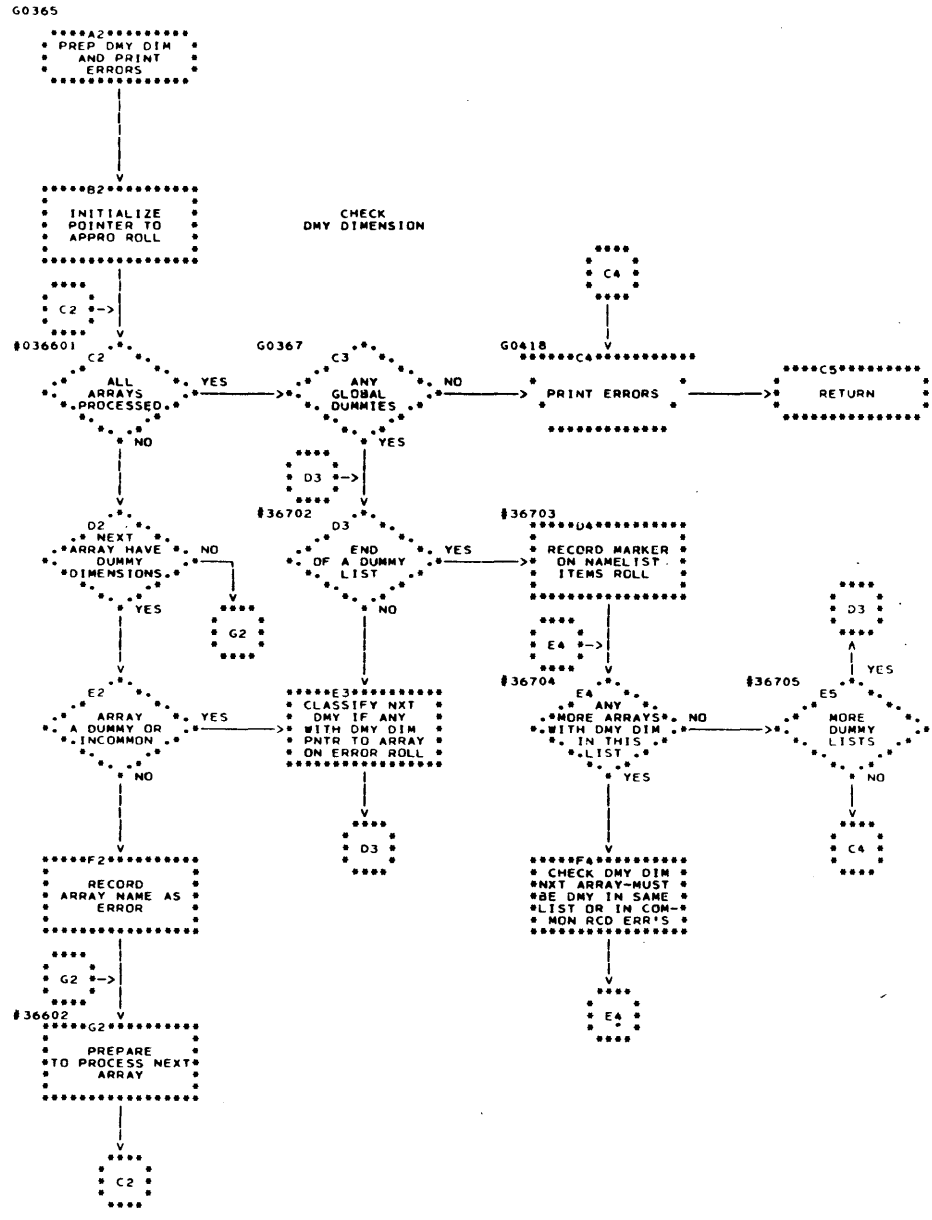 G0365
A2
PREP DMY DIM
AND PRINT
ERRORS
B2
INITIALIZE
POINTER TO
APPRO ROLL
CHECK
DMY DIMENSION
C4
C2
#036601
C2
ALL
ARRAYS
PROCESSED
YES
NO
G0367
C3
ANY
GLOBAL
DUMMIES
NO
YES
G0418
C4
PRINT ERRORS
C5
RETURN
D3
D2
NEXT
ARRAY HAVE
DUMMY
DIMENSIONS
NO
YES
G2
#36702
D3
END
OF A DUMMY
LIST
YES
NO
#36703
D4
RECORD MARKER
ON NAMELIST
ITEMS ROLL
D3
E4
E2
ARRAY
A DUMMY OR
INCOMMON
YES
NO
E3
CLASSIFY NXT
DMY IF ANY
WITH DMY DIM
PNTR TO ARRAY
ON ERROR ROLL
#36704
E4
ANY
MORE ARRAYS
WITH DMY DIM
IN THIS
LIST
NO
YES
#36705
E5
MORE
DUMMY
LISTS
YES
NO
D3
C4
F2
RECORD
ARRAY NAME AS
ERROR
F4
CHECK DMY DIM
NXT ARRAY-MUST
BE DMY IN SAME
LIST OR IN COM-
MON RCD ERR'S
G2
E4
#36602
G2
PREPARE
TO PROCESS NEXT
ARRAY
C2